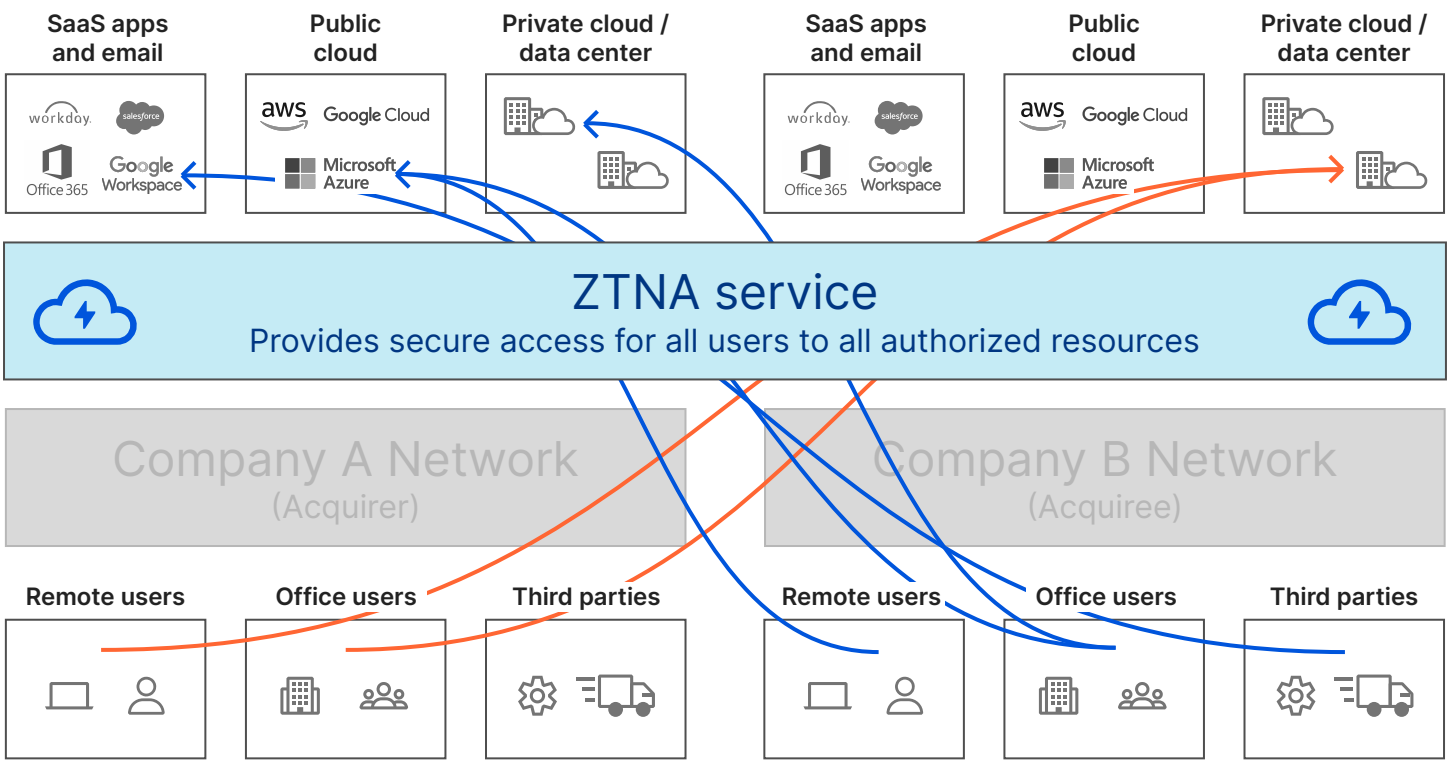 SaaS apps
and email
Public
cloud
Private cloud /
data center
SaaS apps
and email
Public
cloud
Private cloud /
data center
workday.
salesforce
Office 365
Google
Workspace
aws
Google Cloud
Microsoft
Azure
workday.
salesforce
Office 365
Google
Workspace
aws
Google Cloud
Microsoft
Azure
ZTNA service
Provides secure access for all users to all authorized resources
Company A Network
(Acquirer)
Company B Network
(Acquiree)
Remote users
Office users
Third parties
Remote users
Office users
Third parties